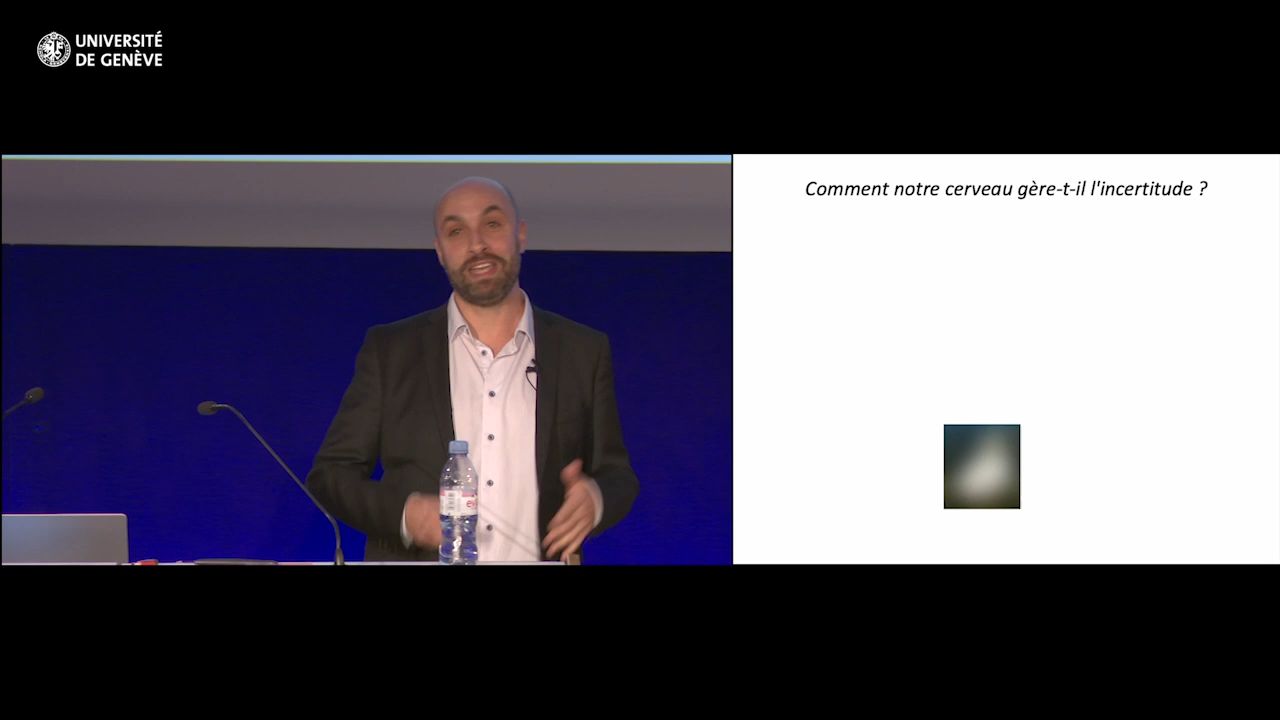 UNIVERSITÉ
DE GENÈVE
Comment notre cerveau gère-t-il l'incertitude ?